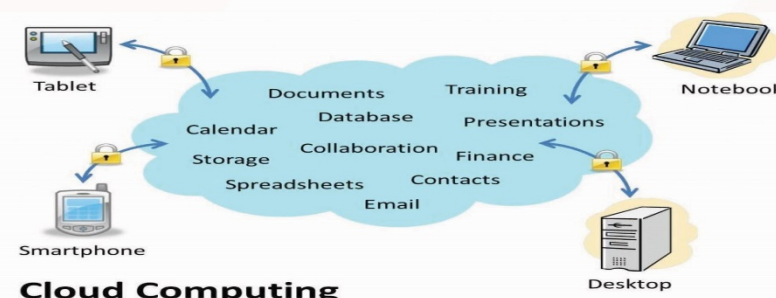 Tablet
Notebook
Documents
Training
Calendar
Database
Presentations
Storage
Collaboration
Finance
Spreadsheets
Contacts
Email
Smartphone
Desktop
Cloud Computing